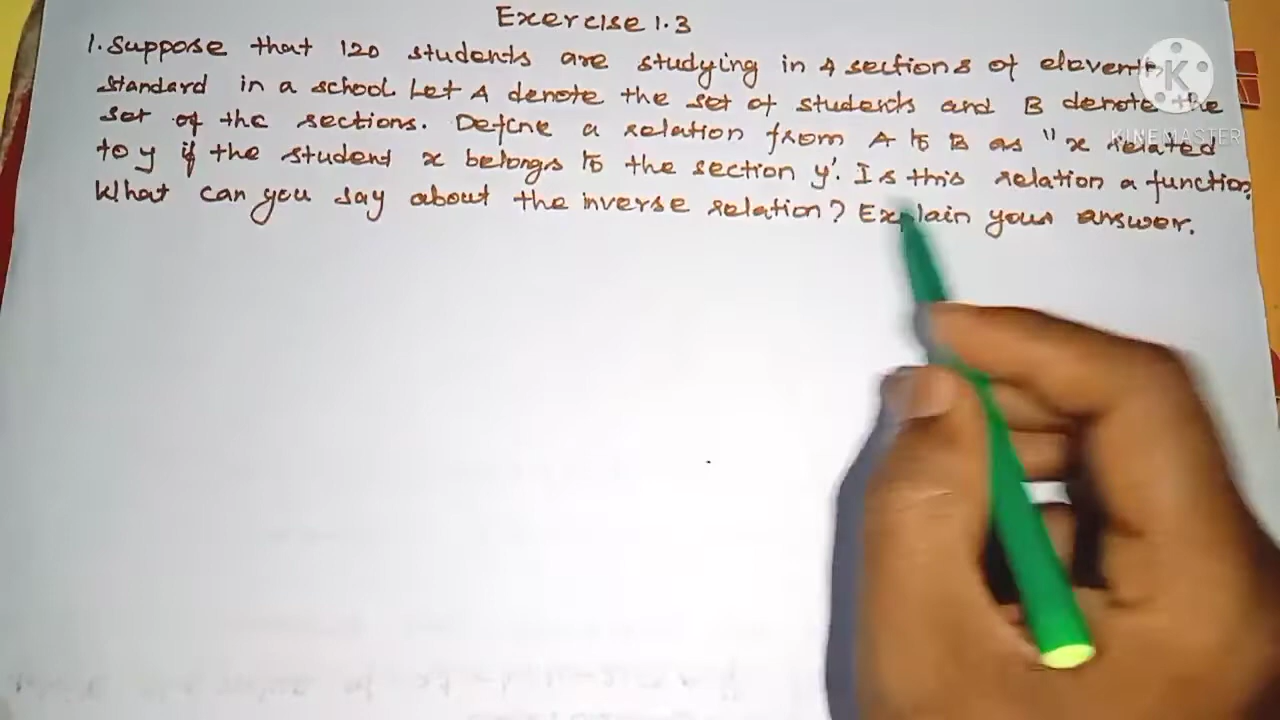 Exercise 1.3
1. Suppose that 120 students are studying in 4 sections of eleventh
standard in a school. Let A denote the set of students and B denote the
set of the sections. Define a relation from A to B as "x related
to y if the student x belongs to the section y". Is this relation a function?
What can you say about the inverse relation? Explain your answer.
K
KINEMASTER